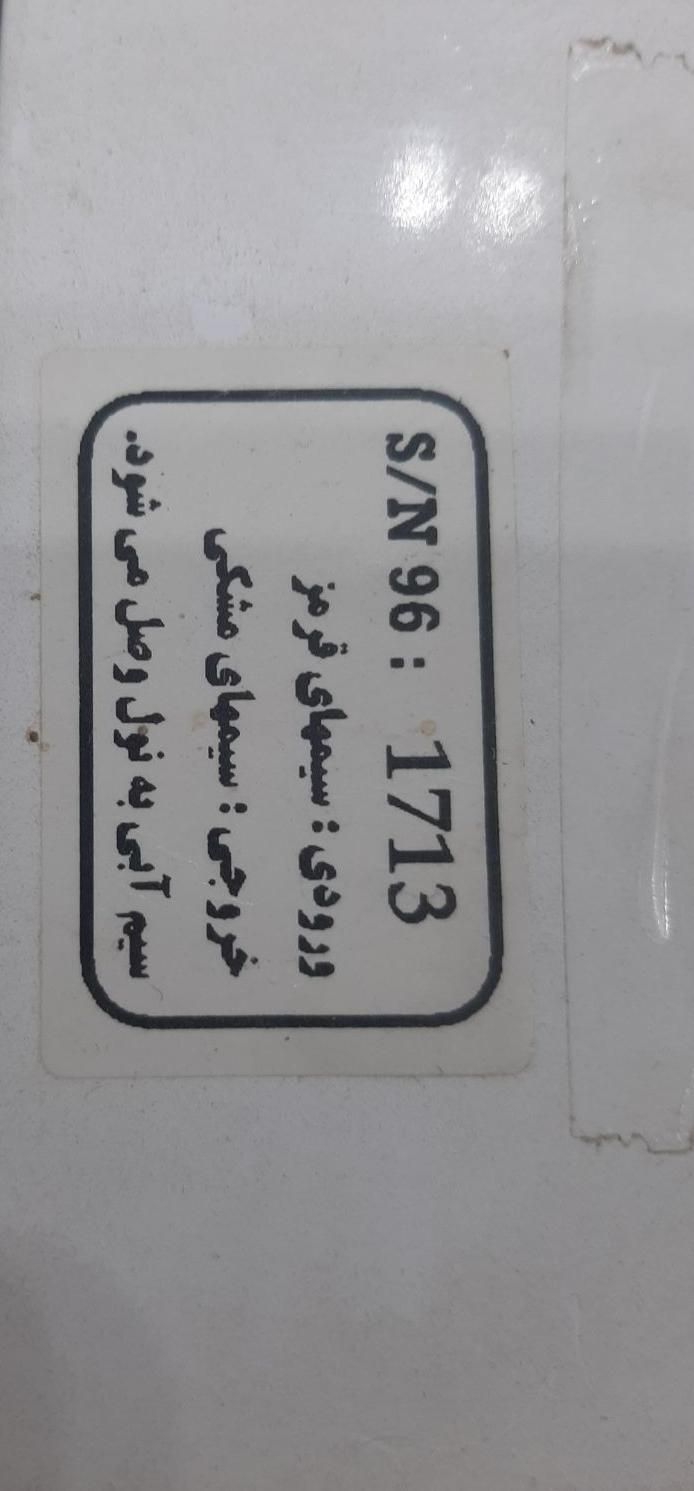 S/N 96: 1713
ورودی : سیمهای قرمز
خروجی : سیمهای مشکی
سیم آبی به نول وصل می شود.